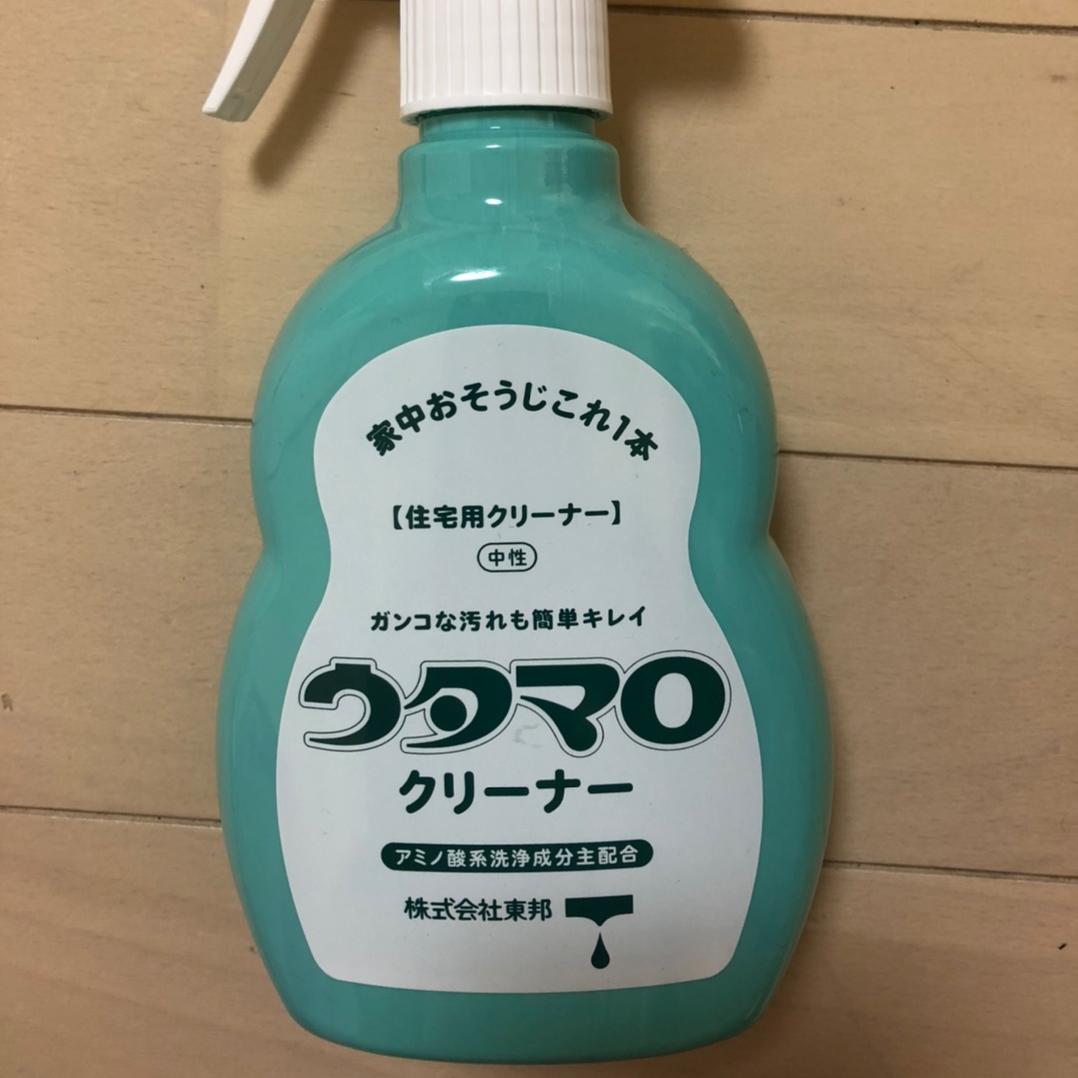 家中おそうじこれ1本
【住宅用クリーナー】
中性
ガンコな汚れも簡単キレイ
ウタマロ
クリーナー
アミノ酸系洗浄成分主配合
株式会社東邦